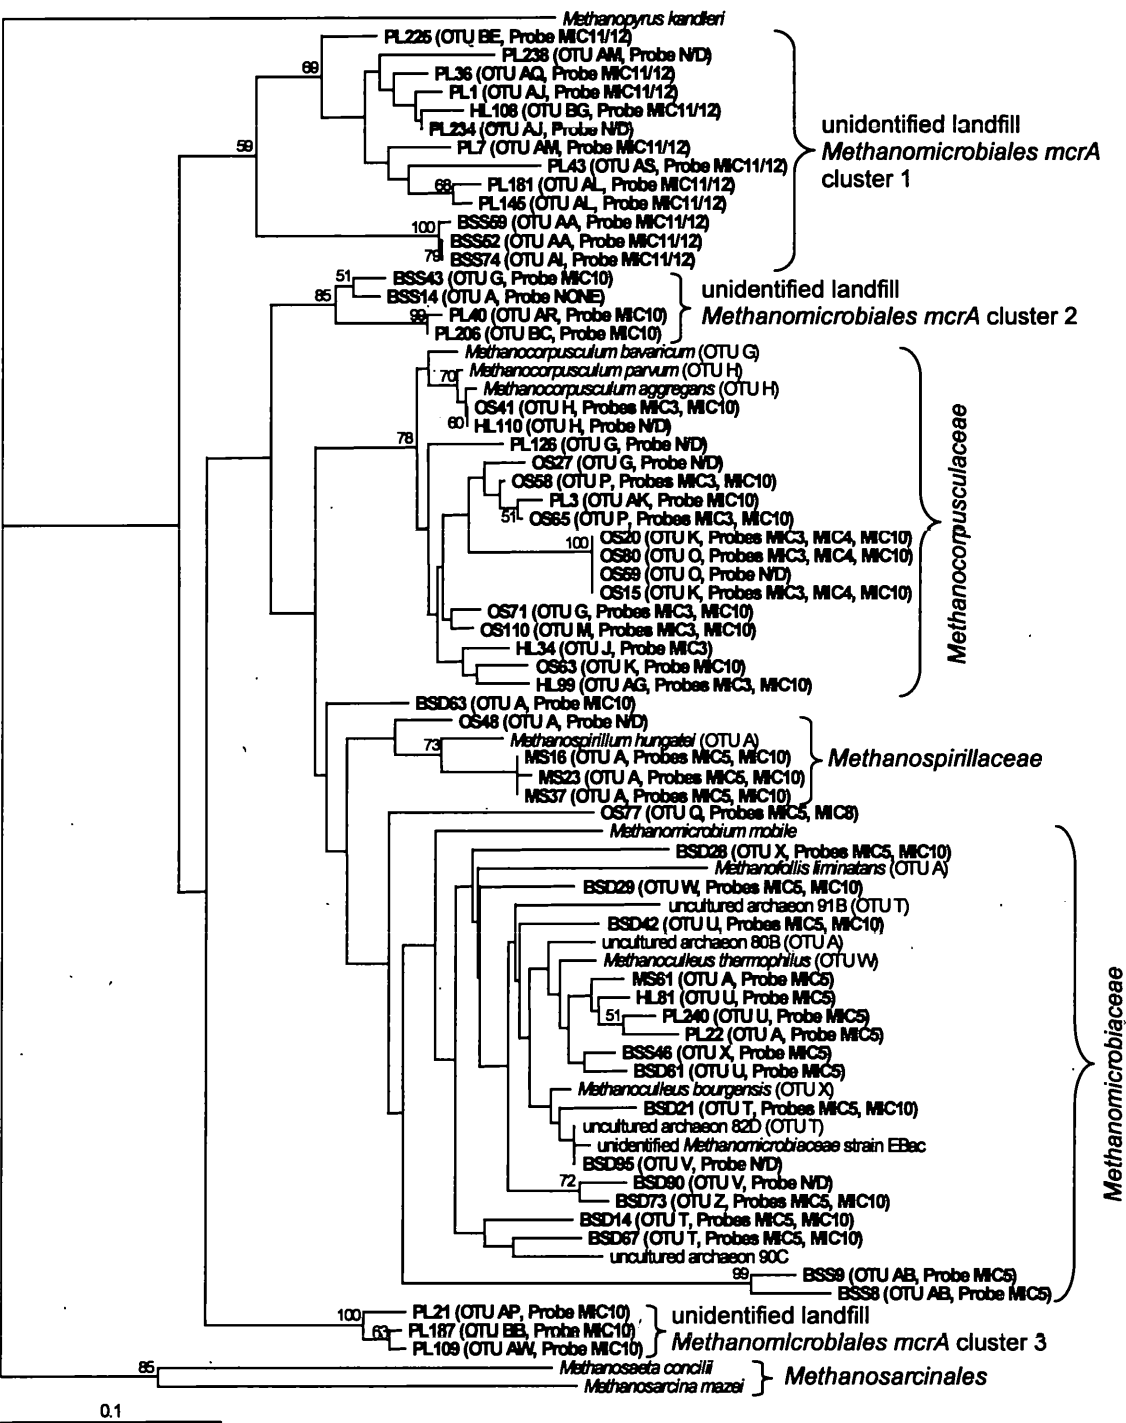 Methanopyrus kandleri
PL225 (OTU BE, Probe MIC11/12)
PL238 (OTU AM, Probe N/D)
69
PL36 (OTU AQ, Probe MIC11/12)
PL1 (OTU AJ, Probe MIC11/12)
HL108 (OTU BG, Probe MIC11/12)
PL234 (OTU AJ, Probe N/D)
59
PL7 (OTU AM, Probe MIC11/12)
PL43 (OTU AS, Probe MIC11/12)
68
PL181 (OTU AL, Probe MIC11/12)
PL145 (OTU AL, Probe MIC11/12)
100
BSS59 (OTU AA, Probe MIC11/12)
BSS52 (OTU AA, Probe MIC11/12)
79
BSS74 (OTU AI, Probe MIC11/12)
unidentified landfill
Methanomicrobiales mcrA
cluster 1
51
BSS43 (OTU G, Probe MIC10)
85
BSS14 (OTU A, Probe NONE)
99
PL40 (OTU AR, Probe MIC10)
PL206 (OTU BC, Probe MIC10)
unidentified landfill
Methanomicrobiales mcrA cluster 2
Methanocorpusculum bavaricum (OTU G)
70
Methanocorpusculum parvum (OTU H)
Methanocorpusculum aggregans (OTU H)
OS41 (OTU H, Probes MIC3, MIC10)
60
HL110 (OTU H, Probe N/D)
78
PL126 (OTU G, Probe N/D)
OS27 (OTU G, Probe N/D)
OS58 (OTU P, Probes MIC3, MIC10)
PL3 (OTU AK, Probe MIC10)
51
OS65 (OTU P, Probes MIC3, MIC10)
100
OS20 (OTU K, Probes MIC3, MIC4, MIC10)
OS80 (OTU O, Probes MIC3, MIC4, MIC10)
OS59 (OTU O, Probe N/D)
OS15 (OTU K, Probes MIC3, MIC4, MIC10)
OS71 (OTU G, Probes MIC3, MIC10)
OS110 (OTU M, Probes MIC3, MIC10)
HL34 (OTU J, Probe MIC3)
OS63 (OTU K, Probe MIC10)
HL99 (OTU AG, Probes MIC3, MIC10)
Methanocorpusculaceae
BSD63 (OTU A, Probe MIC10)
OS48 (OTU A, Probe N/D)
73
Methanospirillum hungatei (OTU A)
MS16 (OTU A, Probes MIC5, MIC10)
MS23 (OTU A, Probes MIC5, MIC10)
MS37 (OTU A, Probes MIC5, MIC10)
Methanospirillaceae
OS77 (OTU Q, Probes MIC5, MIC8)
Methanomicrobium mobile
BSD28 (OTU X, Probes MIC5, MIC10)
Methanofollis liminatans (OTU A)
BSD29 (OTU W, Probes MIC5, MIC10)
uncultured archaeon 91B (OTU T)
BSD42 (OTU U, Probes MIC5, MIC10)
uncultured archaeon 80B (OTU A)
Methanoculleus thermophilus (OTU W)
MS61 (OTU A, Probe MIC5)
HL81 (OTU U, Probe MIC5)
51
PL240 (OTU U, Probe MIC5)
PL22 (OTU A, Probe MIC5)
BSS46 (OTU X, Probe MIC5)
BSD61 (OTU U, Probe MIC5)
Methanoculleus bourgensis (OTU X)
BSD21 (OTU T, Probes MIC5, MIC10)
uncultured archaeon 82D (OTU T)
unidentified Methanomicrobiaceae strain EBac
BSD95 (OTU V, Probe N/D)
72
BSD90 (OTU V, Probe N/D)
BSD73 (OTU Z, Probes MIC5, MIC10)
BSD14 (OTU T, Probes MIC5, MIC10)
BSD67 (OTU T, Probes MIC5, MIC10)
uncultured archaeon 90C
99
BSS9 (OTU AB, Probe MIC5)
BSS8 (OTU AB, Probe MIC5)
Methanomicrobiaceae
100
PL21 (OTU AP, Probe MIC10)
63
PL187 (OTU BB, Probe MIC10)
PL109 (OTU AW, Probe MIC10)
unidentified landfill
Methanomicrobiales mcrA cluster 3
85
Methanosaeta concilii
Methanosarcina mazei
Methanosarcinales
0.1